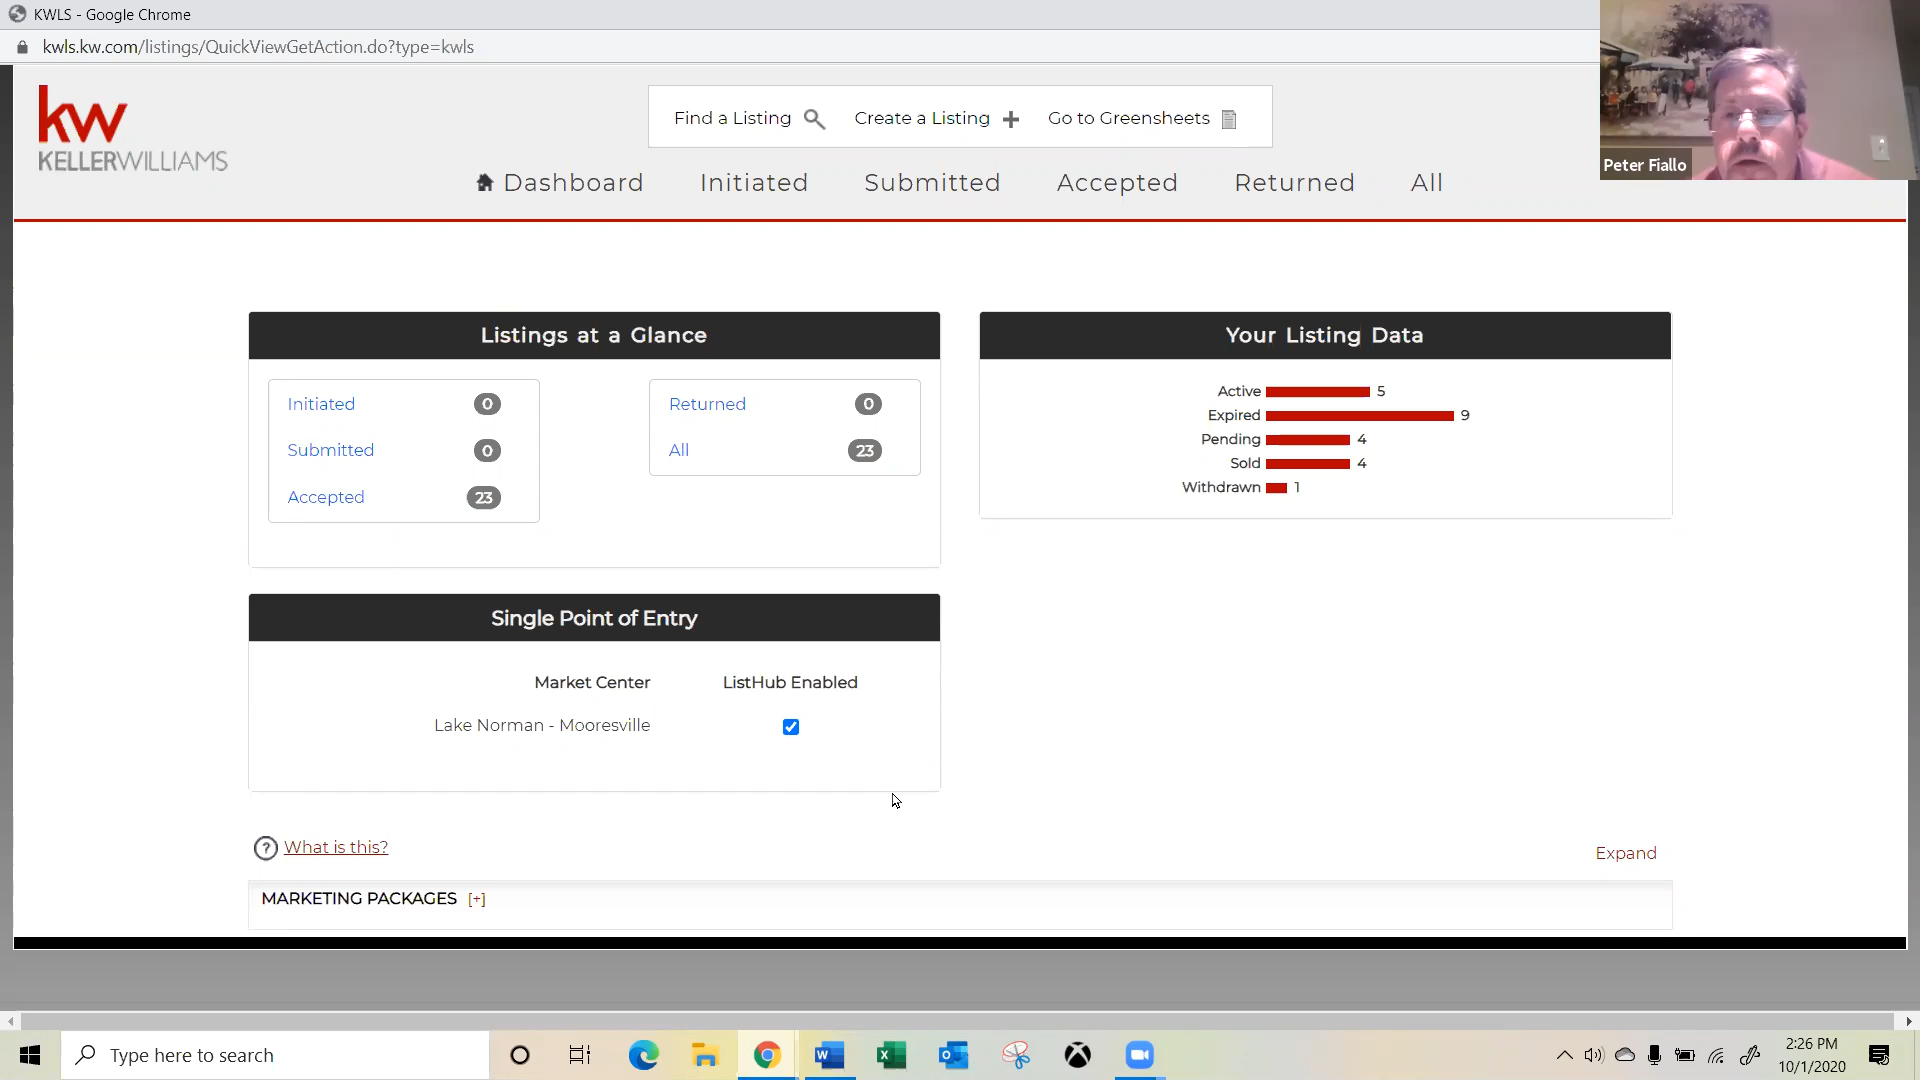 KWLS - Google Chrome
kwls.kw.com/listings/QuickViewGetAction.do?type=kwls
kw
KELLERWILLIAMS
Find a Listing Create a Listing Go to Greensheets
Dashboard Initiated Submitted Accepted Returned All
Peter Fiallo
Listings at a Glance
Initiated 0
Submitted 0
Accepted 23
Returned 0
All 23
Your Listing Data
Active 5
Expired 9
Pending 4
Sold 4
Withdrawn 1
Single Point of Entry
Market Center ListHub Enabled
Lake Norman - Mooresville
? What is this?
Expand
MARKETING PACKAGES [+]
Type here to search
2:26 PM
10/1/2020